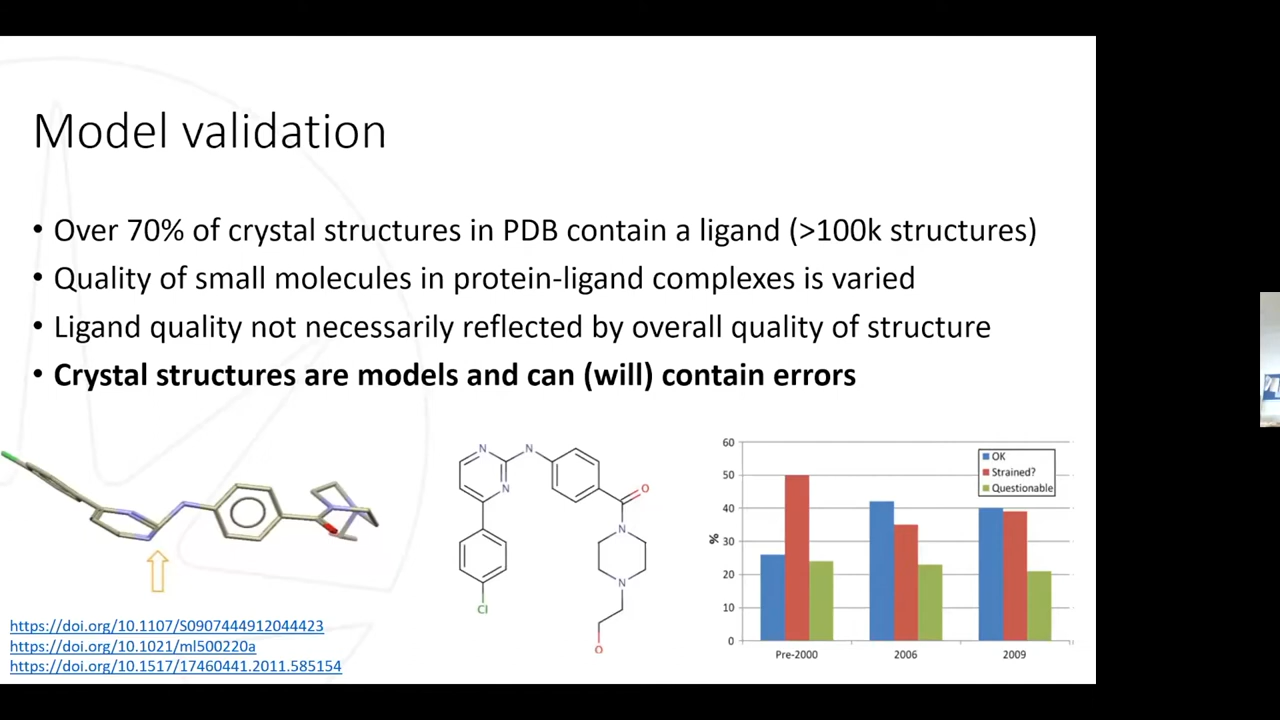 Model validation
• Over 70% of crystal structures in PDB contain a ligand (>100k structures)
• Quality of small molecules in protein-ligand complexes is varied
• Ligand quality not necessarily reflected by overall quality of structure
• Crystal structures are models and can (will) contain errors
N
N
N
O
N
N
Cl
O
60
50
40
30
20
10
0
%
OK
Strained?
Questionable
Pre-2000
2006
2009
https://doi.org/10.1107/S0907444912044423
https://doi.org/10.1021/ml500220a
https://doi.org/10.1517/17460441.2011.585154